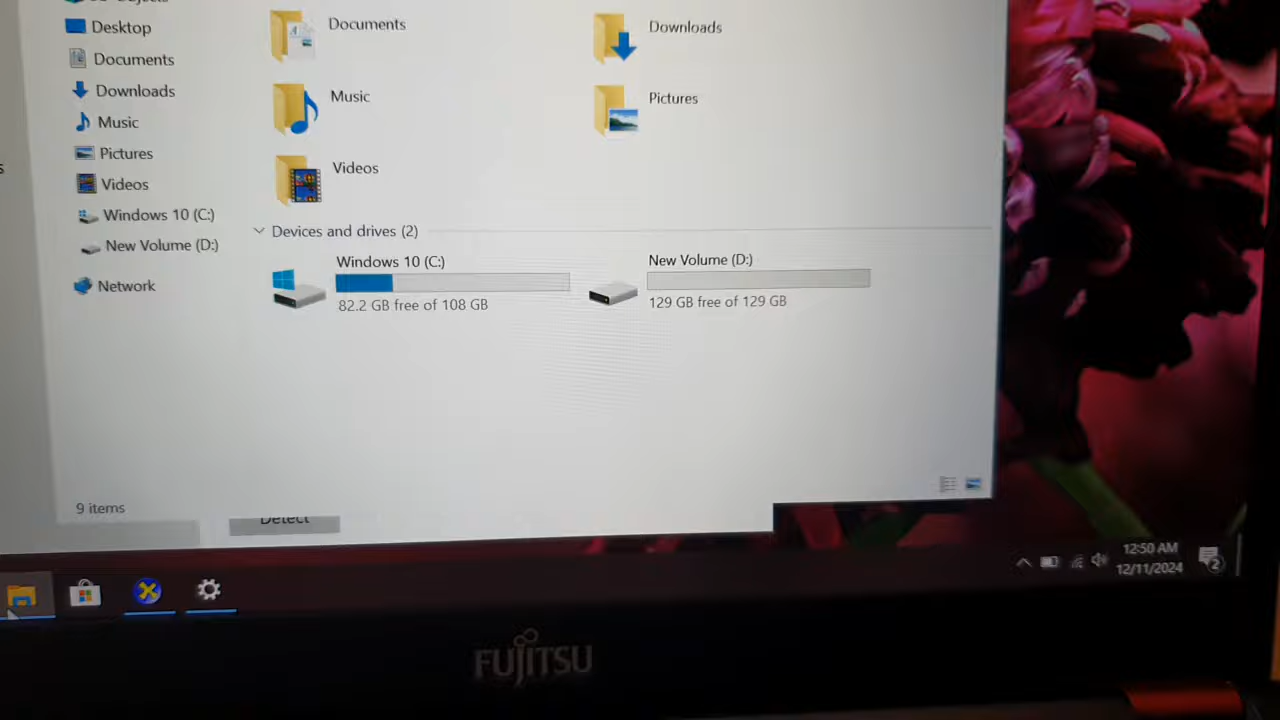 Desktop
Documents
Downloads
Music
Pictures
Videos
Windows 10 (C:)
New Volume (D:)
Network
Documents
Downloads
Music
Pictures
Videos
Devices and drives (2)
Windows 10 (C:)
82.2 GB free of 108 GB
New Volume (D:)
129 GB free of 129 GB
9 items
Detect
12:50 AM
12/11/2024
2
FUJITSU